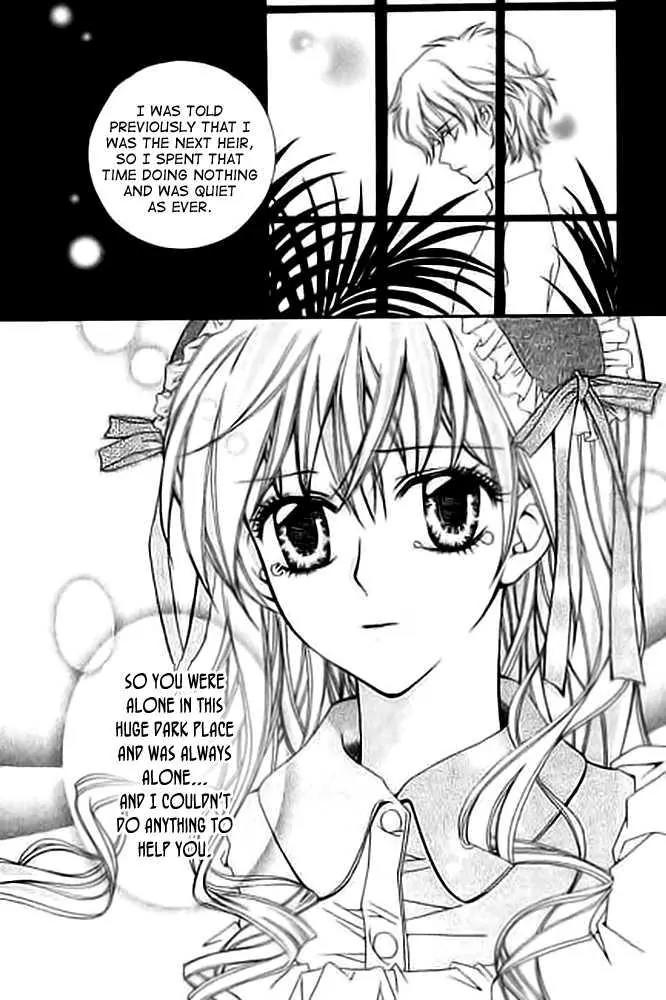 I WAS TOLD
PREVIOUSLY THAT I
WAS THE NEXT HEIR,
SO I SPENT THAT
TIME DOING NOTHING
AND WAS QUIET
AS EVER.
SO YOU WERE
ALONE IN THIS
HUGE DARK PLACE
AND WAS ALWAYS
ALONE...
AND I COULDN'T
DO ANYTHING TO
HELP YOU.